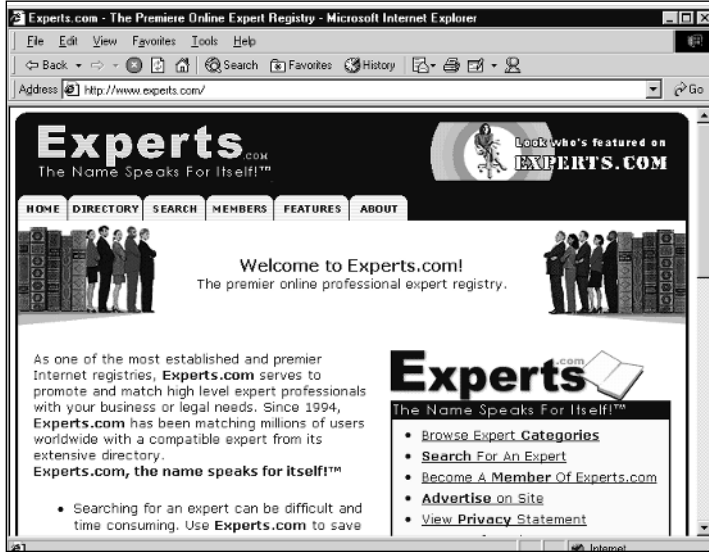 Experts.com - The Premiere Online Expert Registry - Microsoft Internet Explorer
File Edit View Favorites Tools Help
Back Search Favorites History
Address http://www.experts.com/ Go
Experts.com
The Name Speaks For Itself!™
Look who's featured on
EXPERTS.COM
HOME DIRECTORY SEARCH MEMBERS FEATURES ABOUT
Welcome to Experts.com!
The premier online professional expert registry.
As one of the most established and premier
Internet registries, Experts.com serves to
promote and match high level expert professionals
with your business or legal needs. Since 1994,
Experts.com has been matching millions of users
worldwide with a compatible expert from its
extensive directory.
Experts.com, the name speaks for itself!™
• Searching for an expert can be difficult and
time consuming. Use Experts.com to save
Experts.com
The Name Speaks For Itself!™
• Browse Expert Categories
• Search For An Expert
• Become A Member Of Experts.com
• Advertise on Site
• View Privacy Statement
Internet